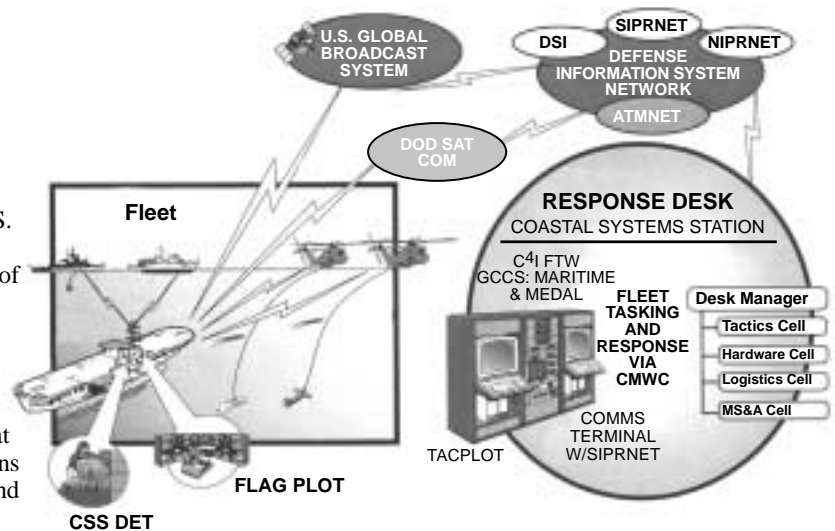 U.S. GLOBAL
BROADCAST
SYSTEM
SIPRNET
DSI
NIPRNET
DEFENSE
INFORMATION SYSTEM
NETWORK
ATMNET
DOD SAT
COM
S.
of
at
ns
nd
Fleet
RESPONSE DESK
COASTAL SYSTEMS STATION
C4I FTW
GCCS: MARITIME
& MEDAL
FLEET
TASKING
AND
RESPONSE
VIA
CMWC
Desk Manager
Tactics Cell
Hardware Cell
Logistics Cell
MS&A Cell
COMMS
TERMINAL
W/SIPRNET
TACPLOT
FLAG PLOT
CSS DET